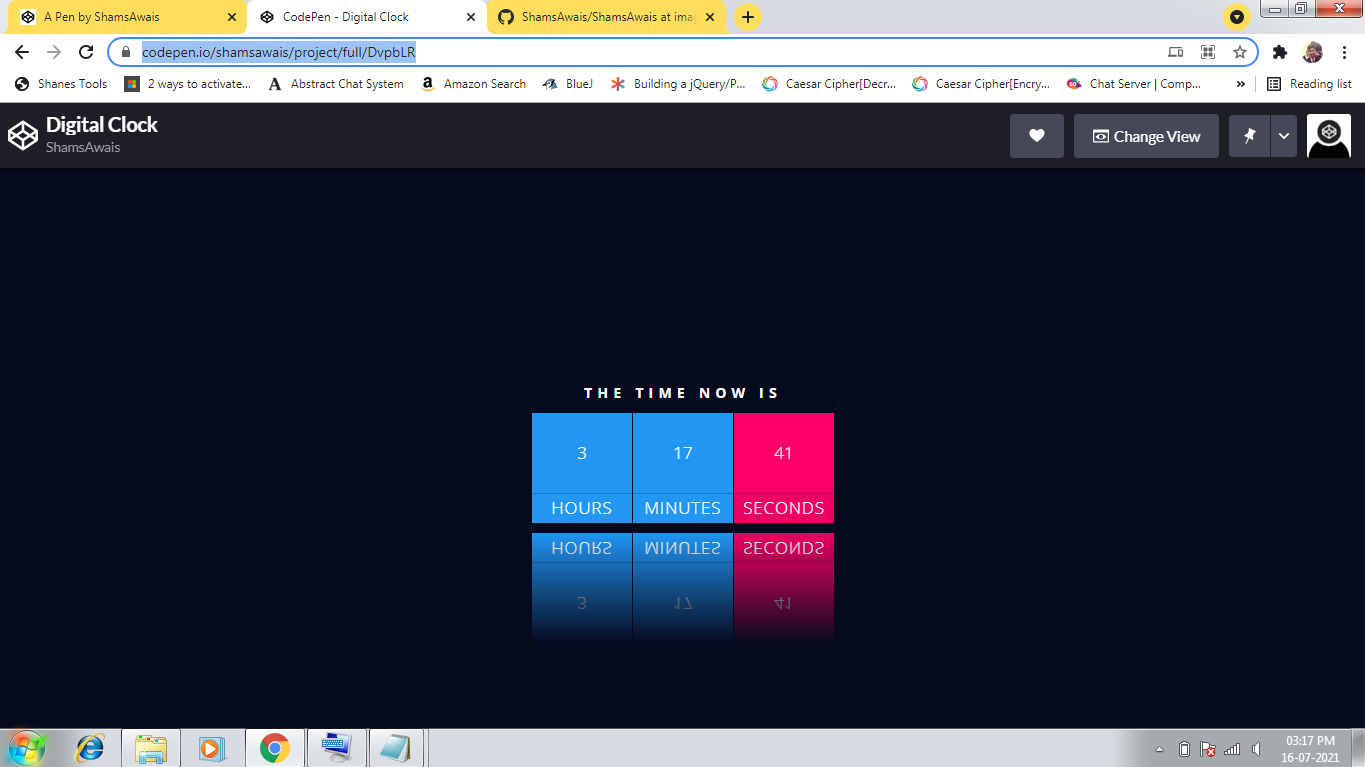 A Pen by ShamsAwais
CodePen - Digital Clock
ShamsAwais/ShamsAwais at imag
codepen.io/shamsawais/project/full/DvpbLR
Shanes Tools
2 ways to activate...
Abstract Chat System
Amazon Search
BlueJ
Building a jQuery/P...
Caesar Cipher[Decr...
Caesar Cipher[Encry...
Chat Server | Comp...
»
Reading list
Digital Clock
ShamsAwais
Change View
THE TIME NOW IS
3 17 41
HOURS MINUTES SECONDS
HOURS MINUTES SECONDS
3 17 41
03:17 PM
16-07-2021